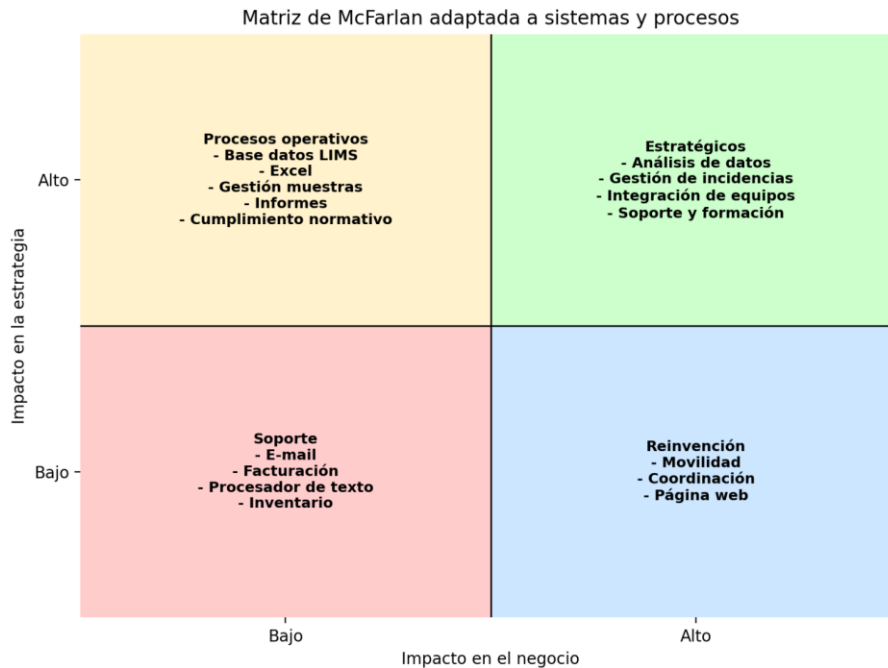 Matriz de McFarlan adaptada a sistemas y procesos
Impacto en la estrategia
Alto
Procesos operativos
- Base datos LIMS
- Excel
- Gestión muestras
- Informes
- Cumplimiento normativo
Estratégicos
- Análisis de datos
- Gestión de incidencias
- Integración de equipos
- Soporte y formación
Bajo
Soporte
- E-mail
- Facturación
- Procesador de texto
- Inventario
Reinvención
- Movilidad
- Coordinación
- Página web
Bajo
Alto
Impacto en el negocio